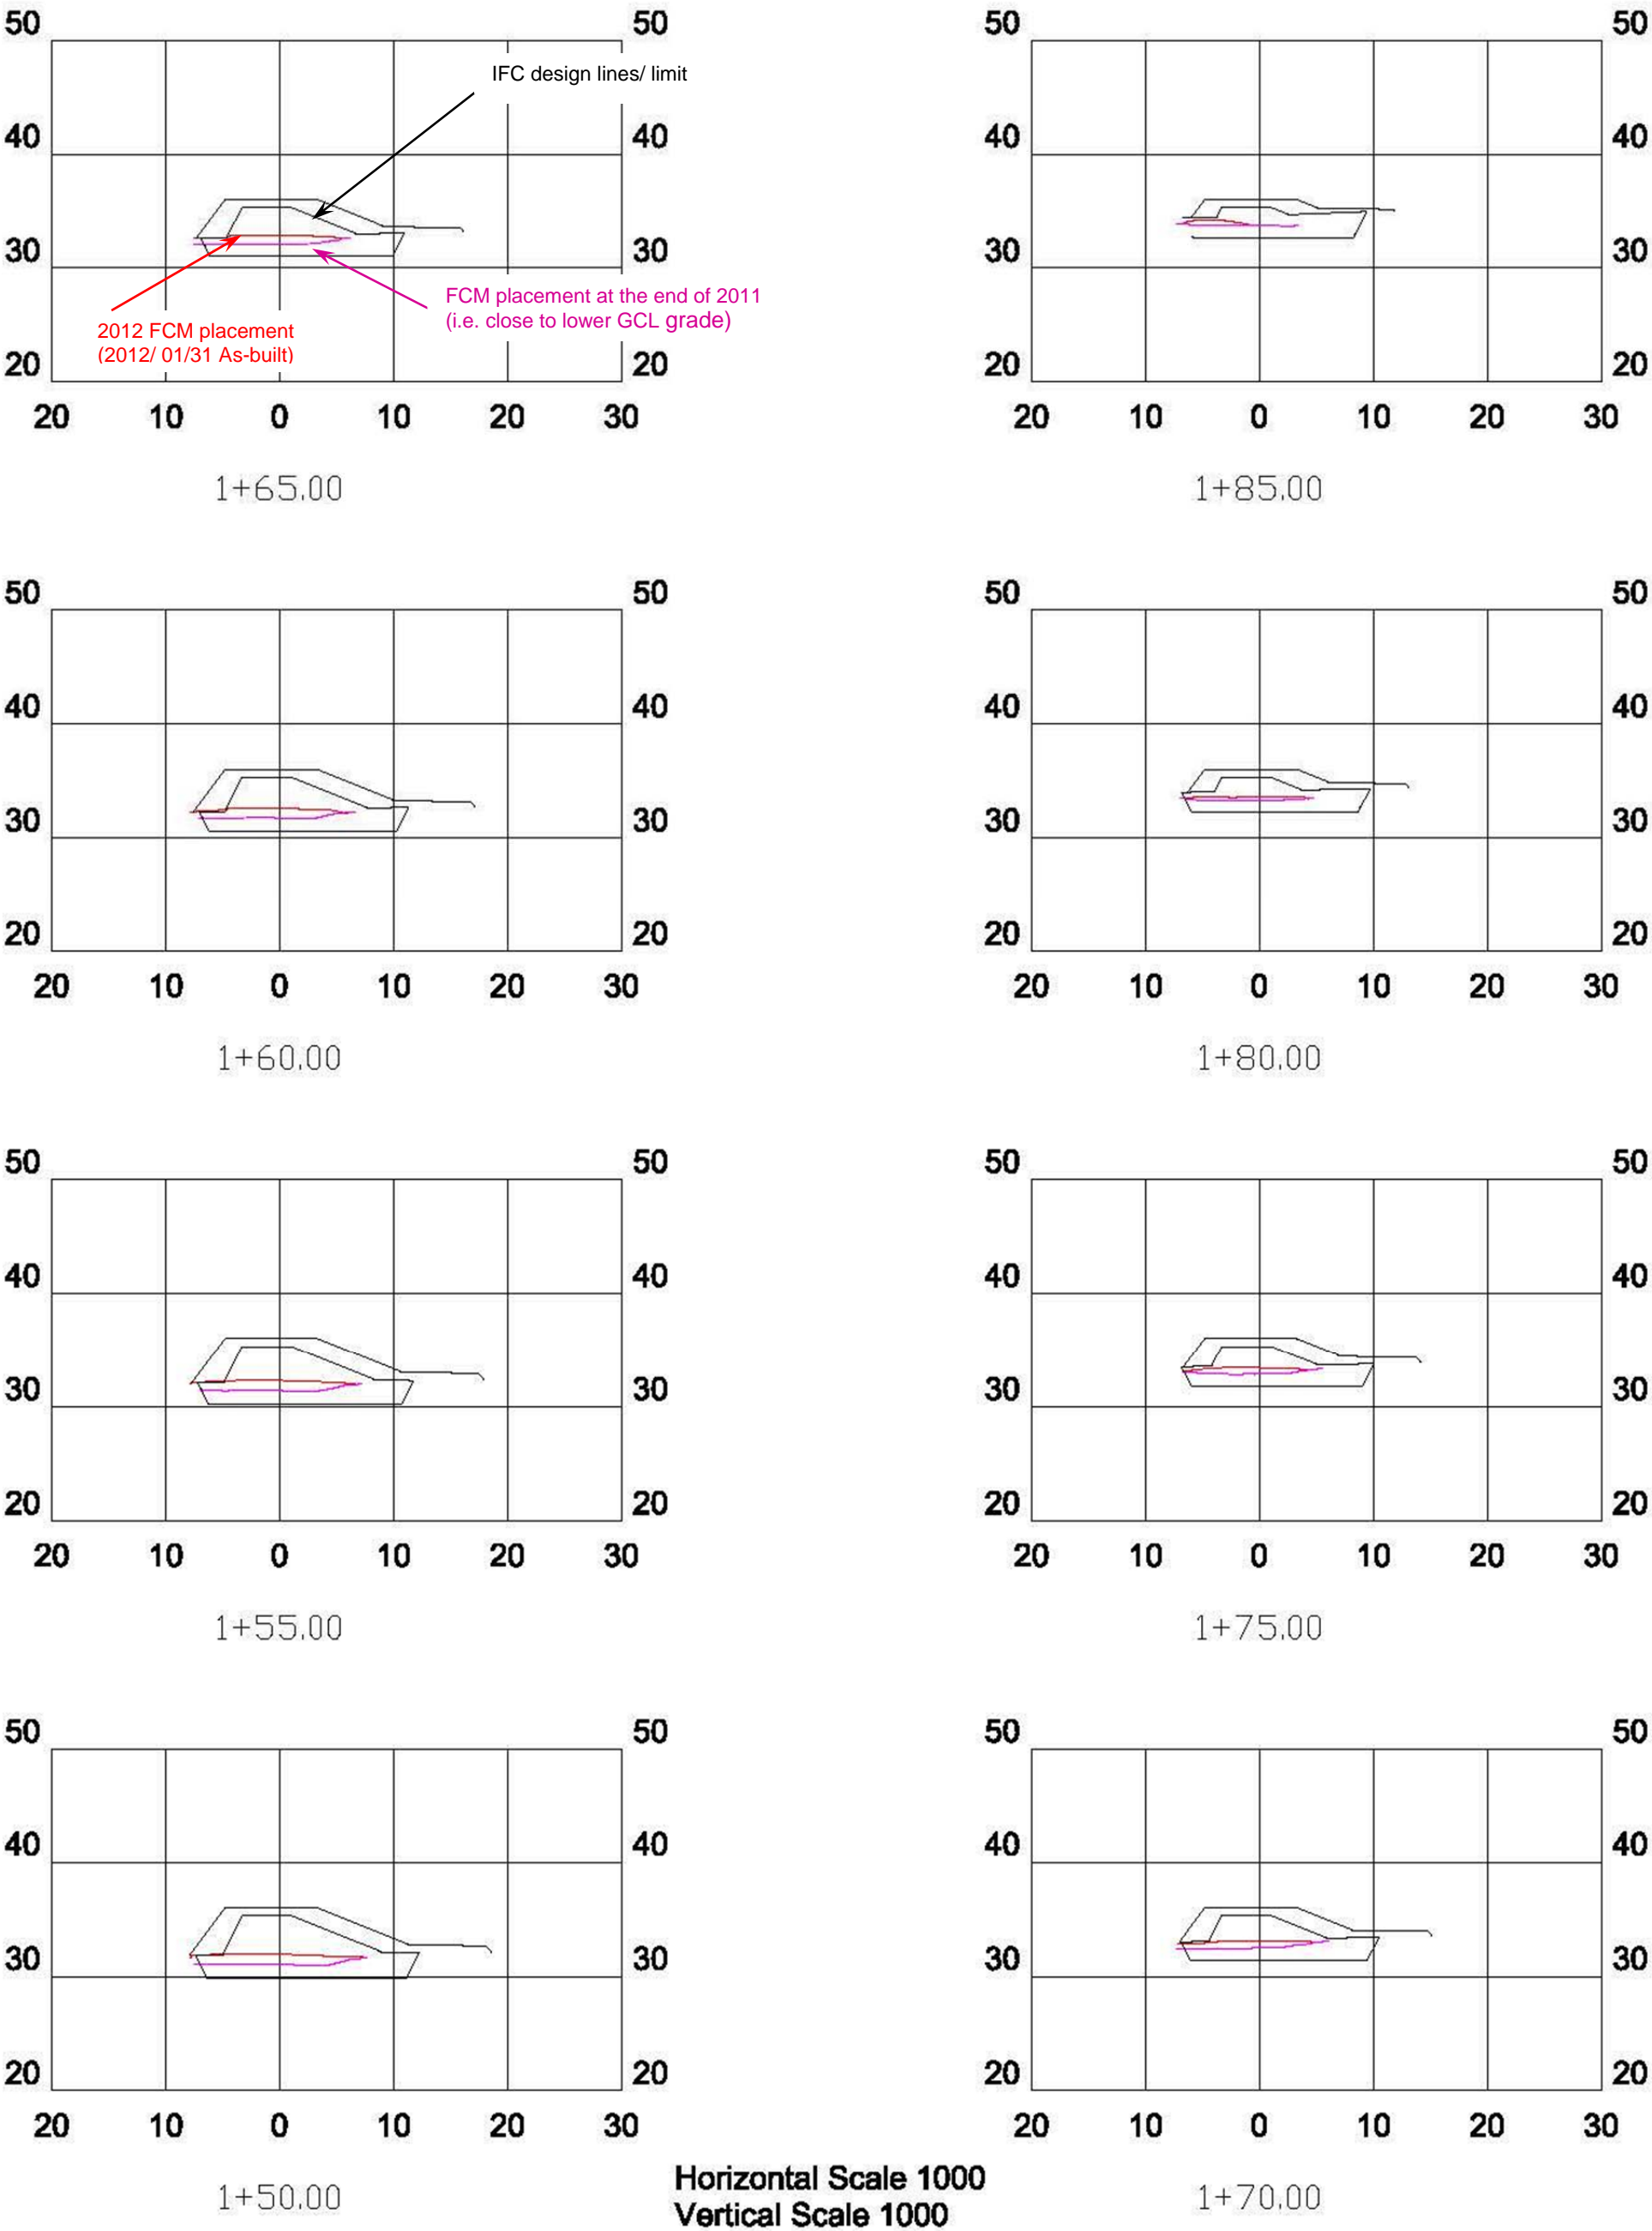 50 50
IFC design lines/ limit
40 40
30 30
FCM placement at the end of 2011
(i.e. close to lower GCL grade)
2012 FCM placement
(2012/ 01/31 As-built)
20 20
20 10 0 10 20 30
1+65.00
50 50
40 40
30 30
20 20
20 10 0 10 20 30
1+85.00
50 50
40 40
30 30
20 20
20 10 0 10 20 30
1+60.00
50 50
40 40
30 30
20 20
20 10 0 10 20 30
1+80.00
50 50
40 40
30 30
20 20
20 10 0 10 20 30
1+55.00
50 50
40 40
30 30
20 20
20 10 0 10 20 30
1+75.00
50 50
40 40
30 30
20 20
20 10 0 10 20 30
1+50.00
50 50
40 40
30 30
20 20
20 10 0 10 20 30
1+70.00
Horizontal Scale 1000
Vertical Scale 1000